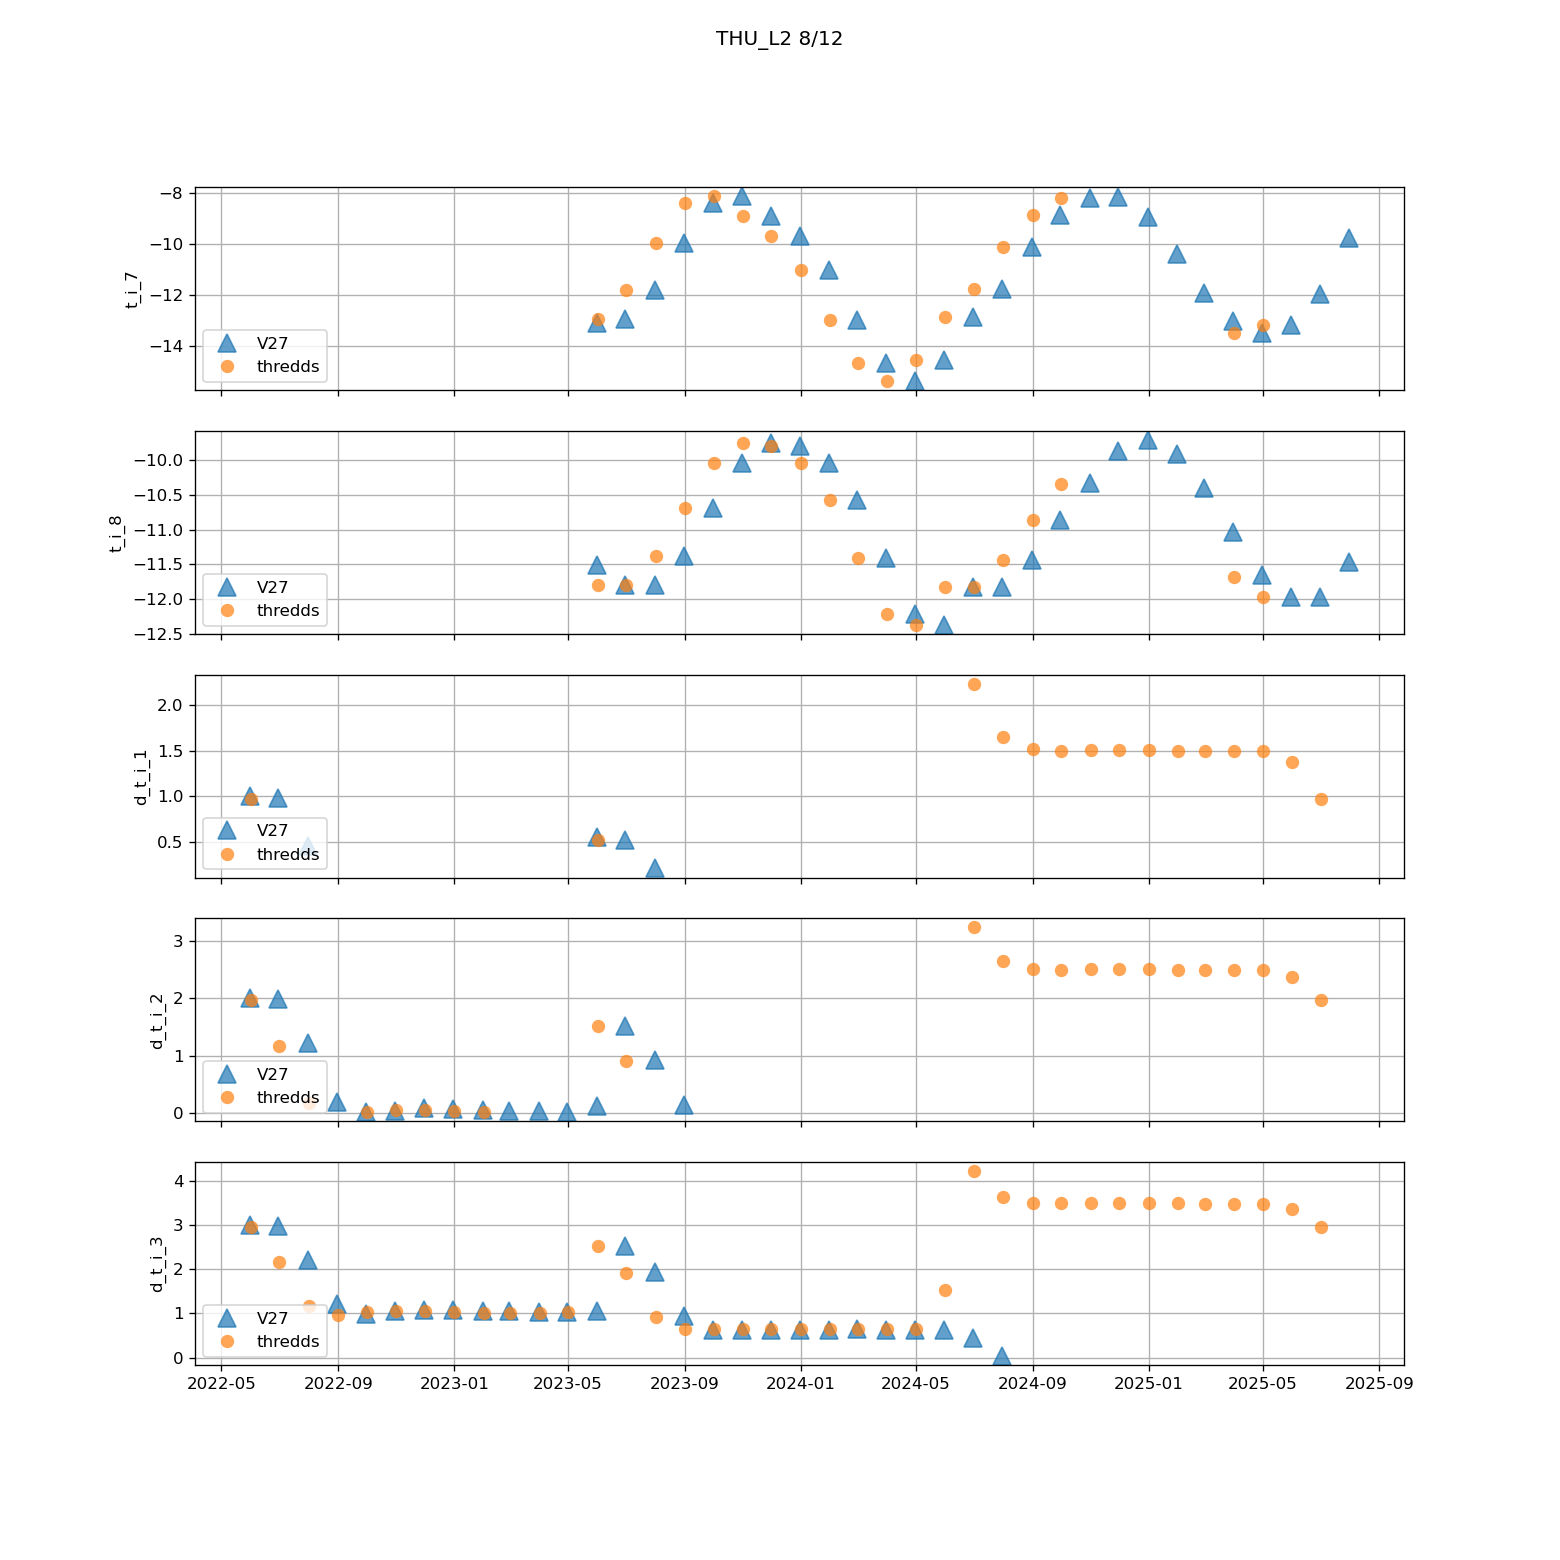 THU_L2 8/12
−8
−10
−12
−14
t_i_7
V27
thredds
−10.0
−10.5
−11.0
−11.5
−12.0
−12.5
t_i_8
V27
thredds
2.0
1.5
1.0
0.5
d_t_i_1
V27
thredds
3
2
1
0
d_t_i_2
V27
thredds
4
3
2
1
0
d_t_i_3
V27
thredds
2022-05 2022-09 2023-01 2023-05 2023-09 2024-01 2024-05 2024-09 2025-01 2025-05 2025-09